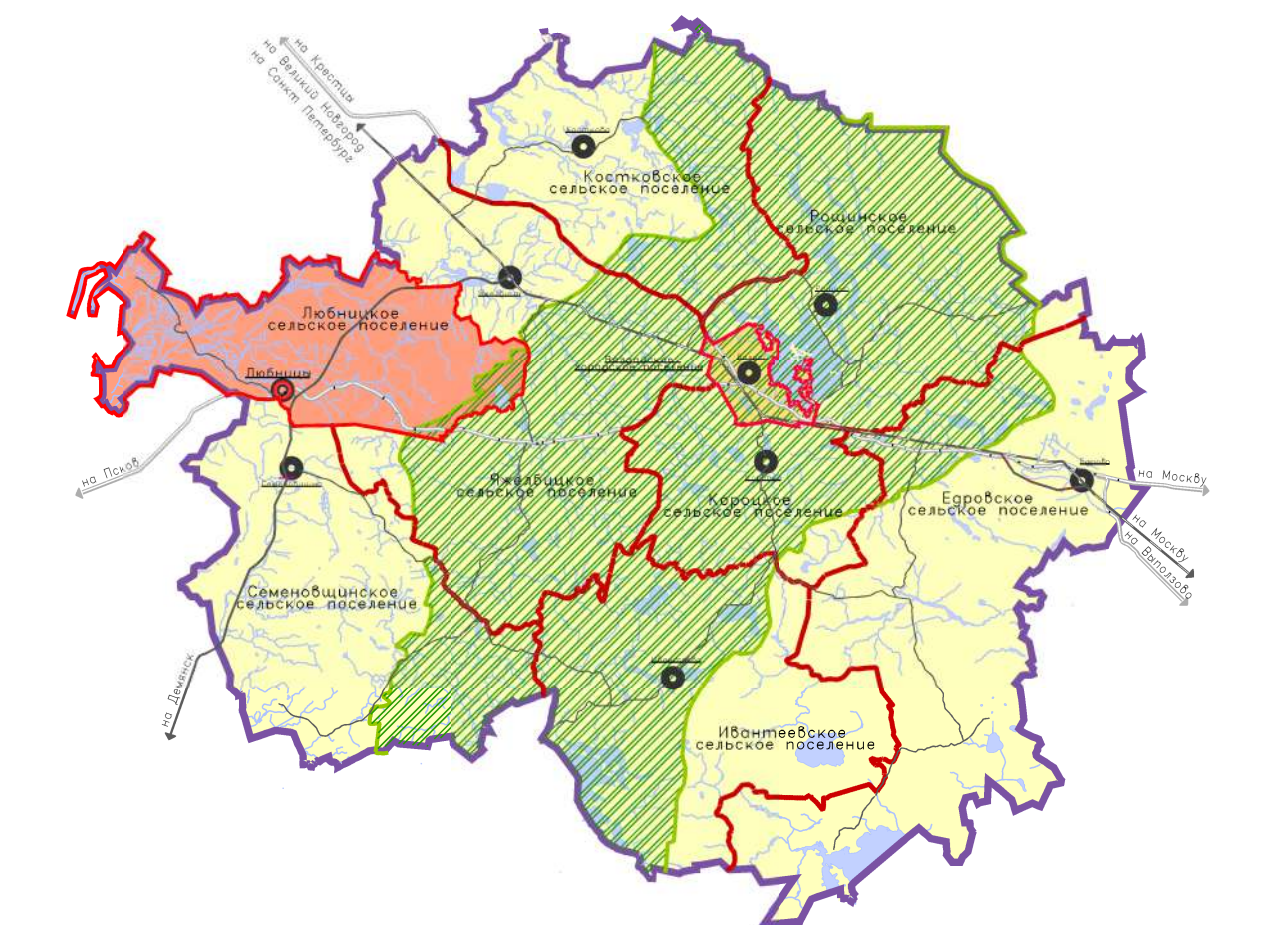 на Крестцы
на Великий Новгород
на Санкт Петербург
Костковское
сельское поселение
Рощинское
сельское поселение
Любницкое
сельское поселение
Любницы
на Псков
Яжелбицкое
сельское поселение
Короцкое
сельское поселение
Едровское
сельское поселение
на Москву
на Москву
на Выползово
Семеновщинское
сельское поселение
на Демянск
Ивантеевское
сельское поселение